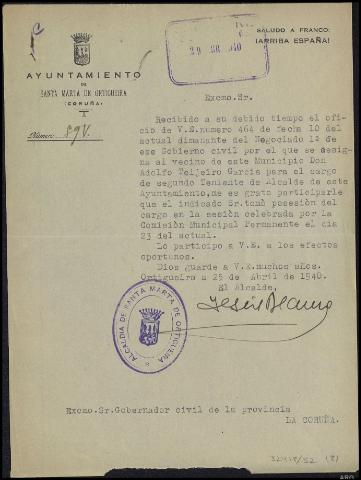 SALUDO A FRANCO:
¡ARRIBA ESPAÑA!
AYUNTAMIENTO
DE
SANTA MARTA DE ORTIGUEIRA
(CORUÑA)
Número 594.
Excmo.Sr.
Recibido a su debido tiempo el ofi-
cio de V.E.numero 464 de fecha 10 del
actual dimanante del Negociado 1º de
ese Gobierno civil por el que se desig-
na al vecino de este Municipio Don
Adolfo Teijeiro Garcia para el cargo
de segundo Teniente de Alcalde de este
Ayuntamiento,me es grato participarle
que el indicado Sr.tomó posesión del
cargo en la sesión celebrada por la
Comisión Municipal Permanente el dia
23 del actual.
Lo participo a V.E. a los efectos
oportunos.
Dios guarde a V.E.muchos años.
Ortigueira a 25 de Abril de 1940.
El Alcalde,
ALCALDIA DE SANTA MARTA DE ORTIGUEIRA
Excmo.Sr.Gobernador civil de la provincia
LA CORUÑA.
ARG